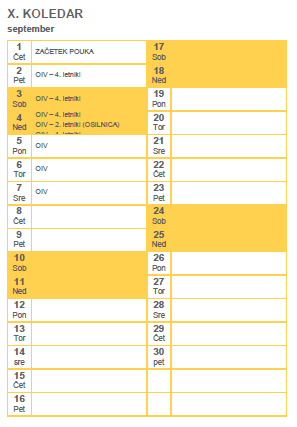 X. KOLEDAR
september
1
Čet
ZAČETEK POUKA
2
Pet
OIV – 4. letniki
3
Sob
OIV – 4. letniki
4
Ned
OIV – 4. letniki
OIV – 2. letniki (OSILNICA)
5
Pon
OIV
6
Tor
OIV
7
Sre
OIV
8
Čet
9
Pet
10
Sob
11
Ned
12
Pon
13
Tor
14
sre
15
Čet
16
Pet
17
Sob
18
Ned
19
Pon
20
Tor
21
Sre
22
Čet
23
Pet
24
Sob
25
Ned
26
Pon
27
Tor
28
Sre
29
Čet
30
pet